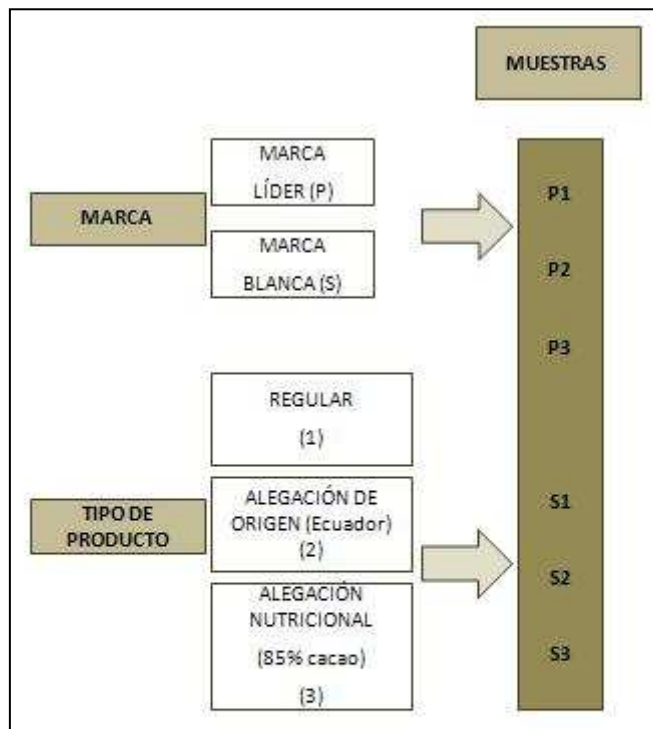 MUESTRAS
MARCA
MARCA
LÍDER (P)
MARCA
BLANCA (S)
TIPO DE
PRODUCTO
REGULAR
(1)
ALEGACIÓN DE
ORIGEN (Ecuador)
(2)
ALEGACIÓN
NUTRICIONAL
(85% cacao)
(3)
P1
P2
P3
S1
S2
S3